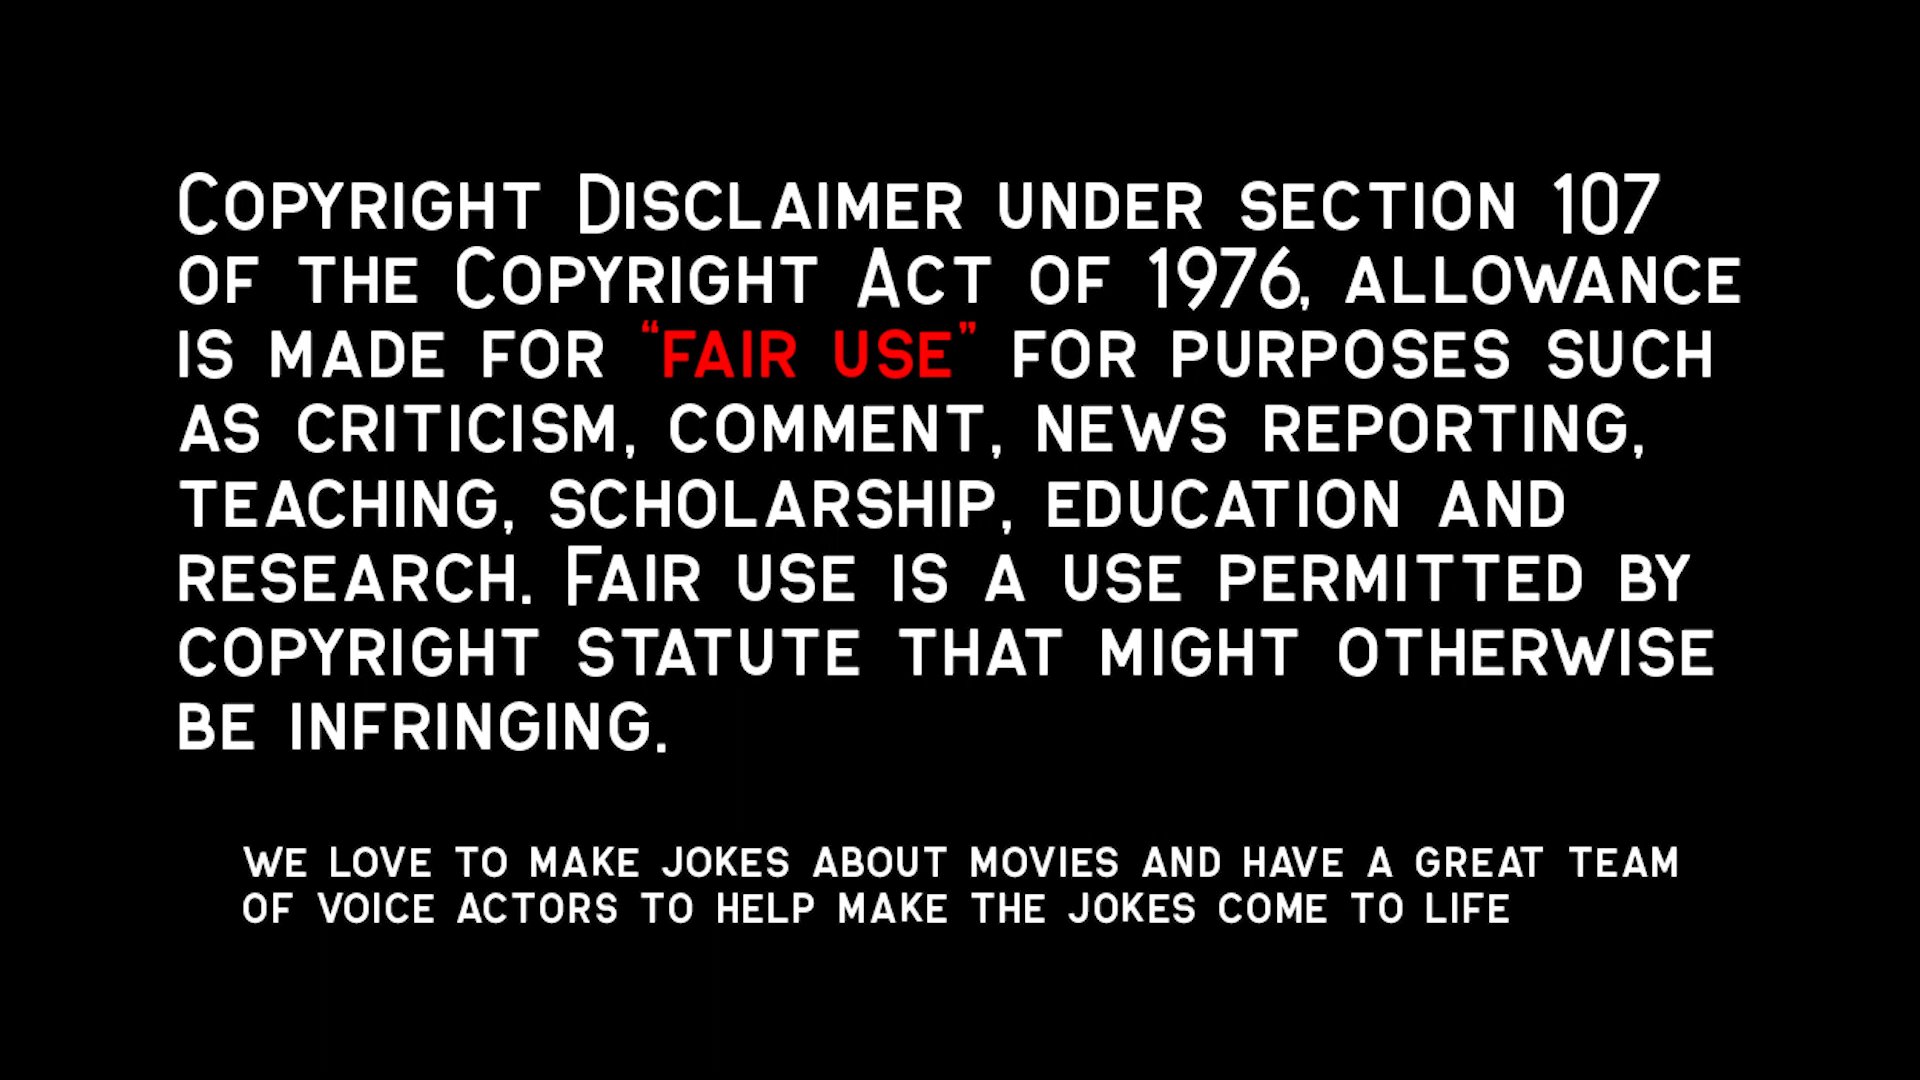 Copyright Disclaimer under section 107
of the Copyright Act of 1976, allowance
is made for “fair use” for purposes such
as criticism, comment, news reporting,
teaching, scholarship, education and
research. Fair use is a use permitted by
copyright statute that might otherwise
be infringing.
we love to make jokes about movies and have a great team
of voice actors to help make the jokes come to life